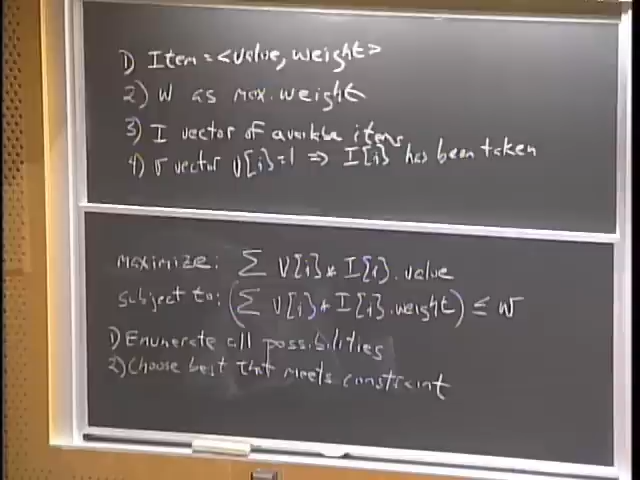 1) Item = <value, weight>
2) W as max. weight
3) I vector of available items
4) V vector V[i]=1 ⇒ I[i] has been taken
maximize: ∑ V[i] * I[i].value
subject to: (∑ V[i] * I[i].weight) ≤ W
1) Enumerate all possibilities
2) Choose best that meets constraint